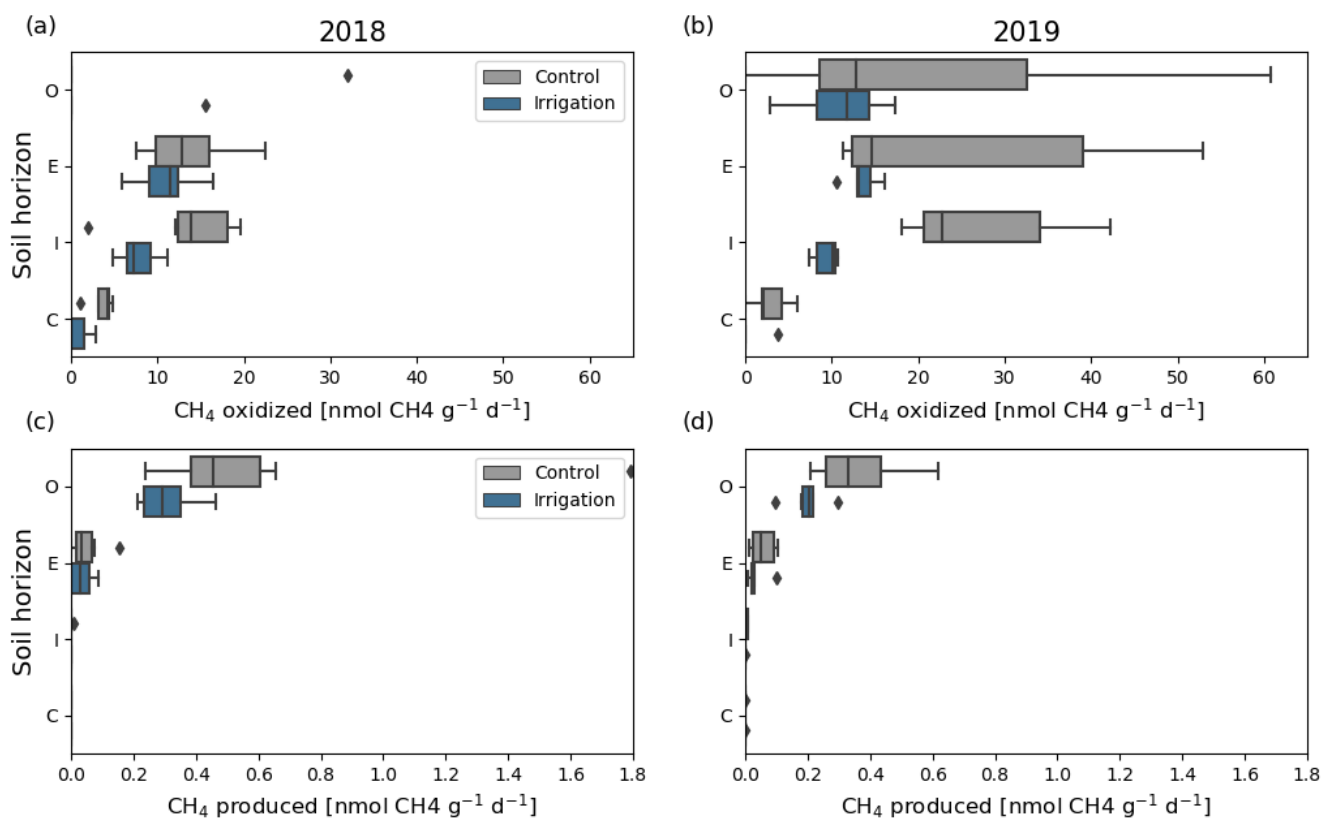 (a)
2018
(b)
2019
Control
Irrigation
Soil horizon
O
E
I
C
O
E
I
C
0 10 20 30 40 50 60
0 10 20 30 40 50 60
CH₄ oxidized [nmol CH4 g⁻¹ d⁻¹]
CH₄ oxidized [nmol CH4 g⁻¹ d⁻¹]
(c)
(d)
Control
Irrigation
Soil horizon
O
E
I
C
O
E
I
C
0.0 0.2 0.4 0.6 0.8 1.0 1.2 1.4 1.6 1.8
0.0 0.2 0.4 0.6 0.8 1.0 1.2 1.4 1.6 1.8
CH₄ produced [nmol CH4 g⁻¹ d⁻¹]
CH₄ produced [nmol CH4 g⁻¹ d⁻¹]